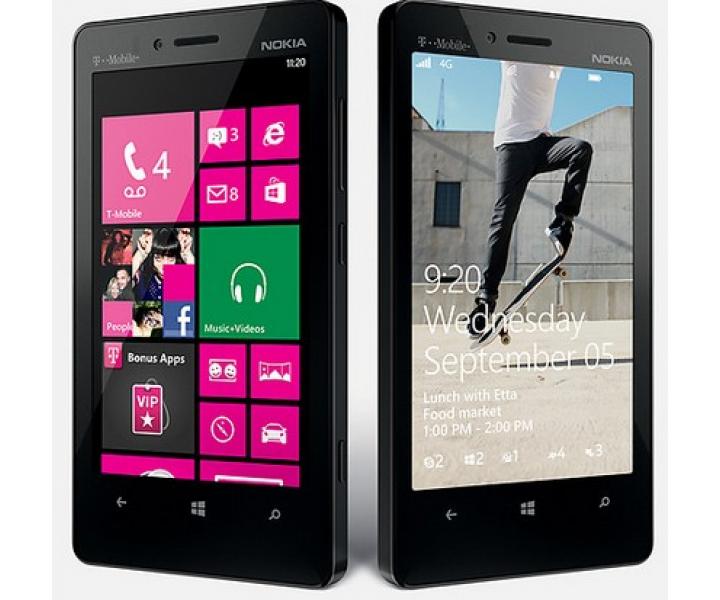 T··Mobile·
NOKIA
11:20
4
3
8
T-Mobile
People
f
Music+Videos
T Bonus Apps
VIP
T··Mobile·
NOKIA
4G
9:20
Wednesday
September 05
Lunch with Etta
Food market
1:00 PM - 2:00 PM
2 2 1 4 3